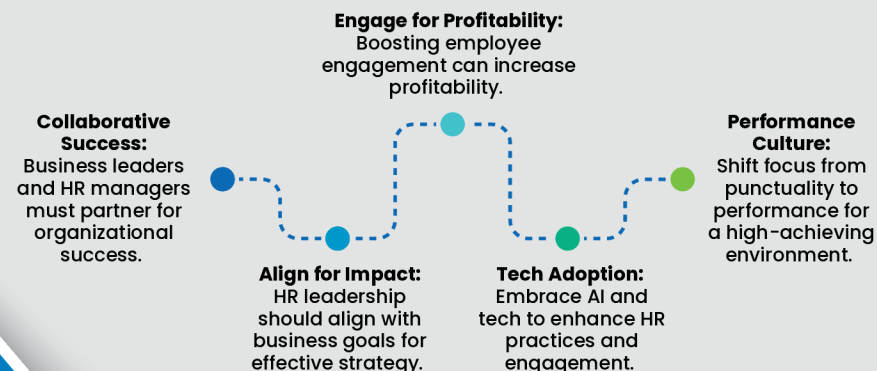 Collaborative
Success:
Business leaders
and HR managers
must partner for
organizational
success.
Align for Impact:
HR leadership
should align with
business goals for
effective strategy.
Engage for Profitability:
Boosting employee
engagement can increase
profitability.
Tech Adoption:
Embrace AI and
tech to enhance HR
practices and
engagement.
Performance
Culture:
Shift focus from
punctuality to
performance for
a high-achieving
environment.